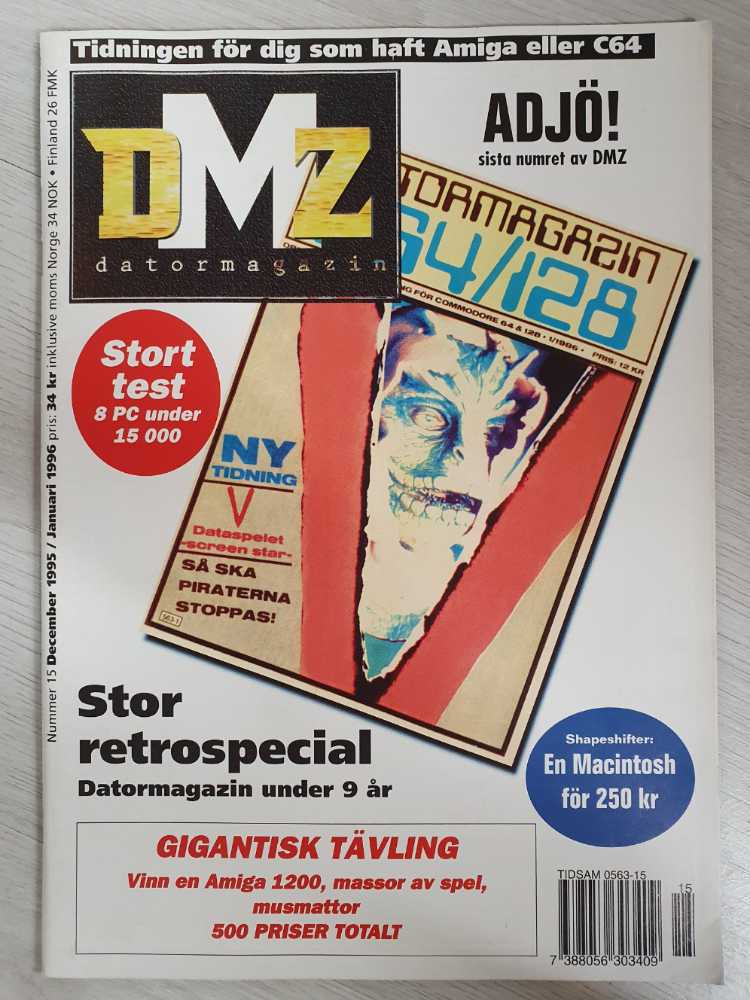 Tidningen för dig som haft Amiga eller C64
DMZ
datormagazin
ADJÖ!
sista numret av DMZ
Nummer 15 December 1995 / Januari 1996 pris: 34 kr inklusive moms Norge 34 NOK • Finland 26 FMK
TORMAGAZIN
64/128
NG FÖR COMMODORE 64 & 128 • 1/1986 • PRIS: 12 KR
Stort
test
8 PC under
15 000
NY
TIDNING
V
Dataspelet
-screen star-
SÅ SKA
PIRATERNA
STOPPAS!
563-1
Stor
retrospecial
Datormagazin under 9 år
Shapeshifter:
En Macintosh
för 250 kr
GIGANTISK TÄVLING
Vinn en Amiga 1200, massor av spel,
musmattor
500 PRISER TOTALT
TIDSAM 0563-15
15
7 388056 303409